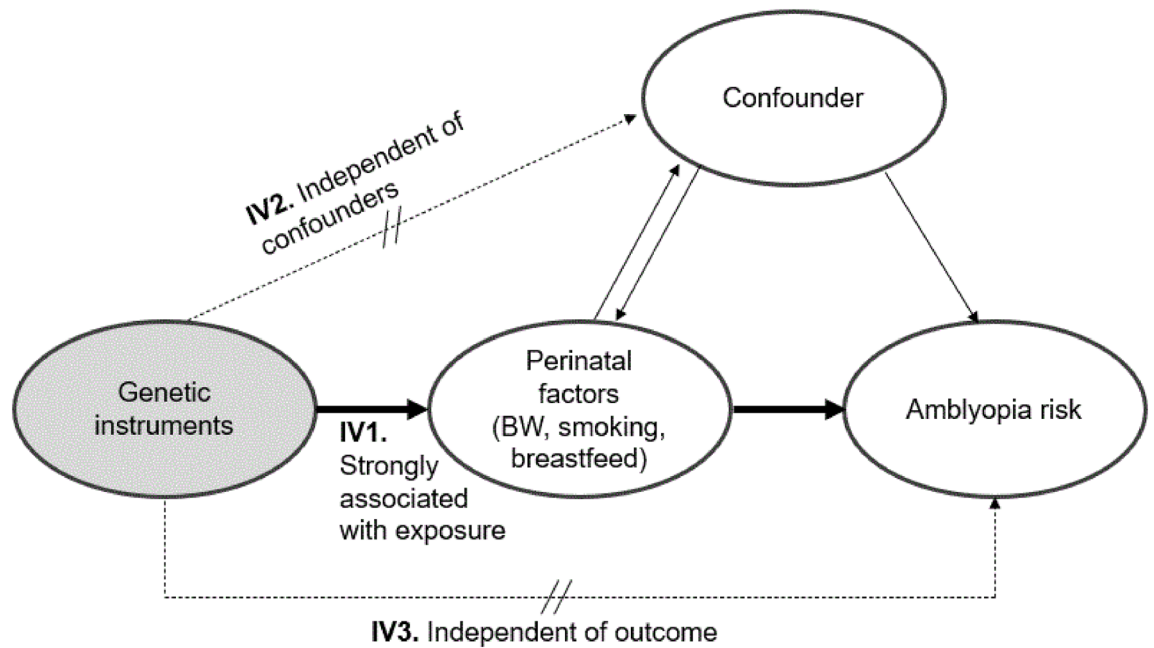 Confounder
IV2. Independent of
confounders
Genetic
instruments
IV1.
Strongly
associated
with exposure
Perinatal
factors
(BW, smoking,
breastfeed)
Amblyopia risk
IV3. Independent of outcome